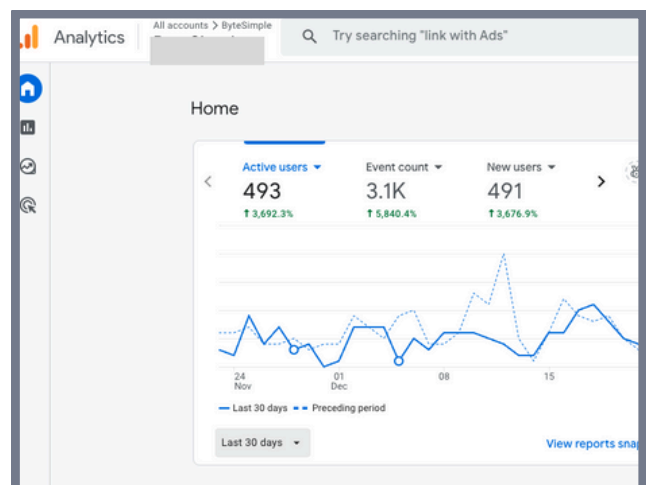 All accounts > ByteSimple
Analytics
Try searching "link with Ads"
Home
Active users
Event count
New users
493
3.1K
491
↑ 3,692.3%
↑ 5,840.4%
↑ 3,676.9%
24
Nov
01
Dec
08
15
Last 30 days
Preceding period
Last 30 days
View reports sna